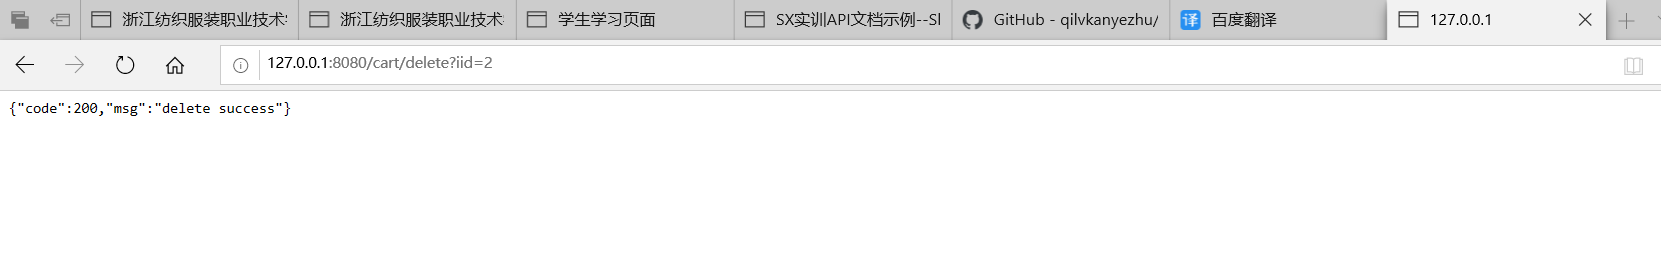 浙江纺织服装职业技术
浙江纺织服装职业技术
学生学习页面
SX实训API文档示例--Sl
GitHub - qilvkanyezhu/
译 百度翻译
127.0.0.1
127.0.0.1:8080/cart/delete?iid=2
{"code":200,"msg":"delete success"}